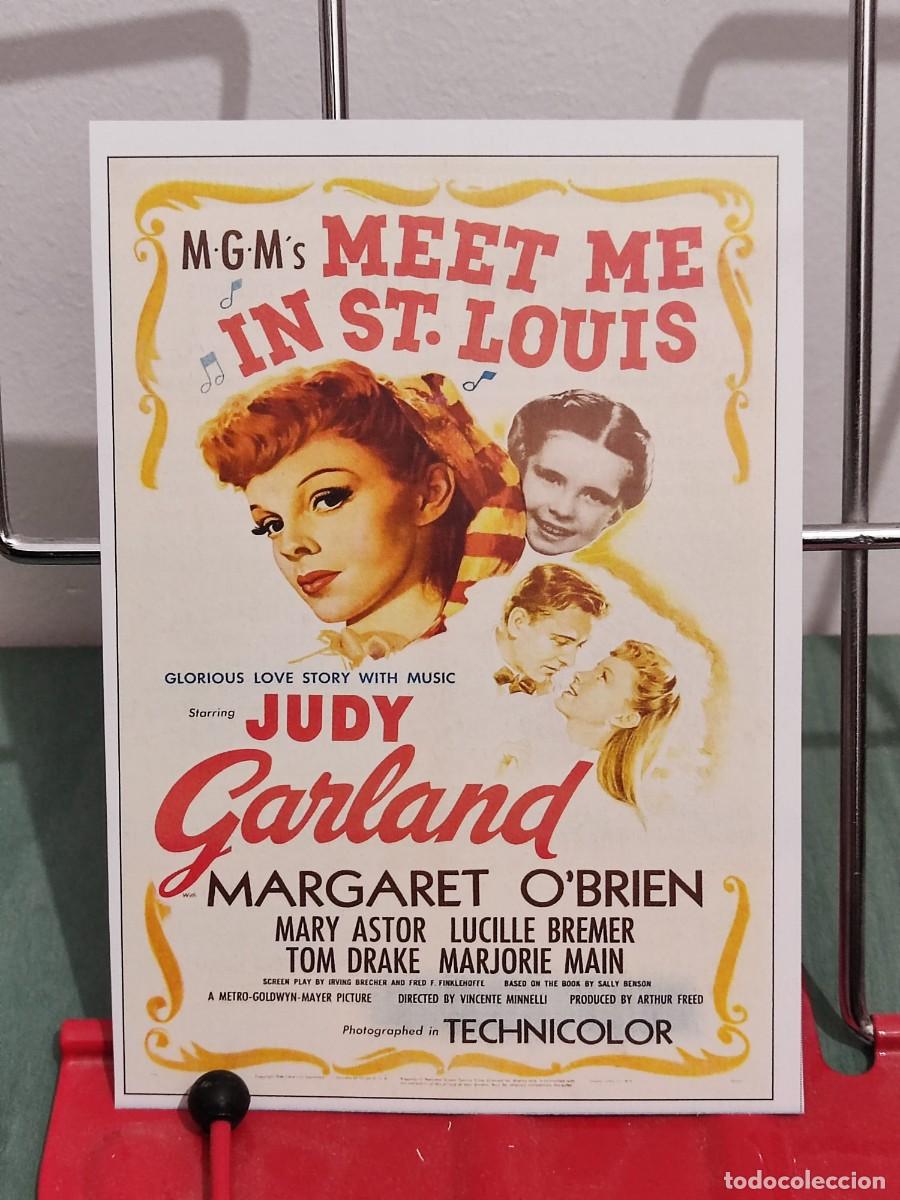 M·G·M's MEET ME
IN ST. LOUIS
GLORIOUS LOVE STORY WITH MUSIC
Starring JUDY
Garland
With MARGARET O'BRIEN
MARY ASTOR LUCILLE BREMER
TOM DRAKE MARJORIE MAIN
SCREEN PLAY BY IRVING BRECHER AND FRED F. FINKLEHOFFE BASED ON THE BOOK BY SALLY BENSON
A METRO-GOLDWYN-MAYER PICTURE DIRECTED BY VINCENTE MINNELLI PRODUCED BY ARTHUR FREED
Photographed in TECHNICOLOR
todocoleccion